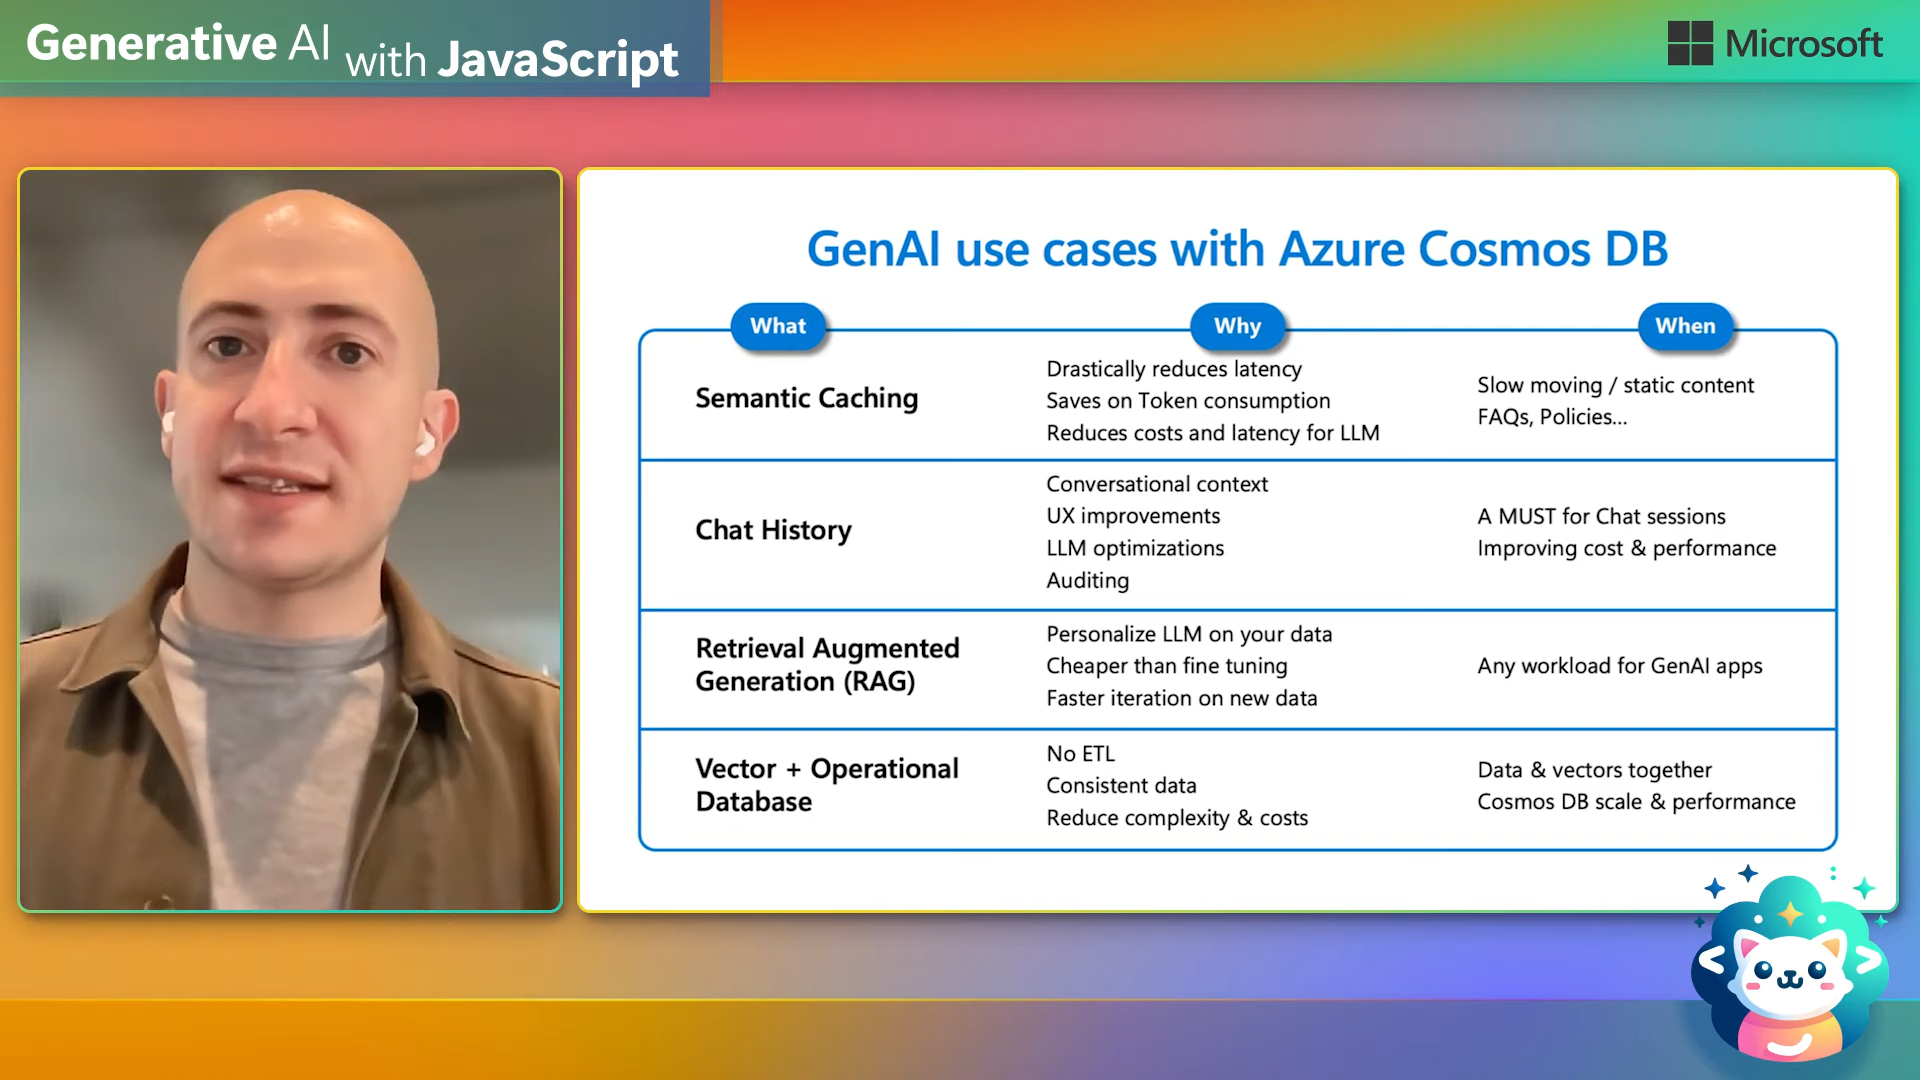 Generative AI with JavaScript
Microsoft
GenAI use cases with Azure Cosmos DB
What
Why
When
Semantic Caching
Drastically reduces latency
Saves on Token consumption
Reduces costs and latency for LLM
Slow moving / static content
FAQs, Policies...
Chat History
Conversational context
UX improvements
LLM optimizations
Auditing
A MUST for Chat sessions
Improving cost & performance
Retrieval Augmented
Generation (RAG)
Personalize LLM on your data
Cheaper than fine tuning
Faster iteration on new data
Any workload for GenAI apps
Vector + Operational
Database
No ETL
Consistent data
Reduce complexity & costs
Data & vectors together
Cosmos DB scale & performance